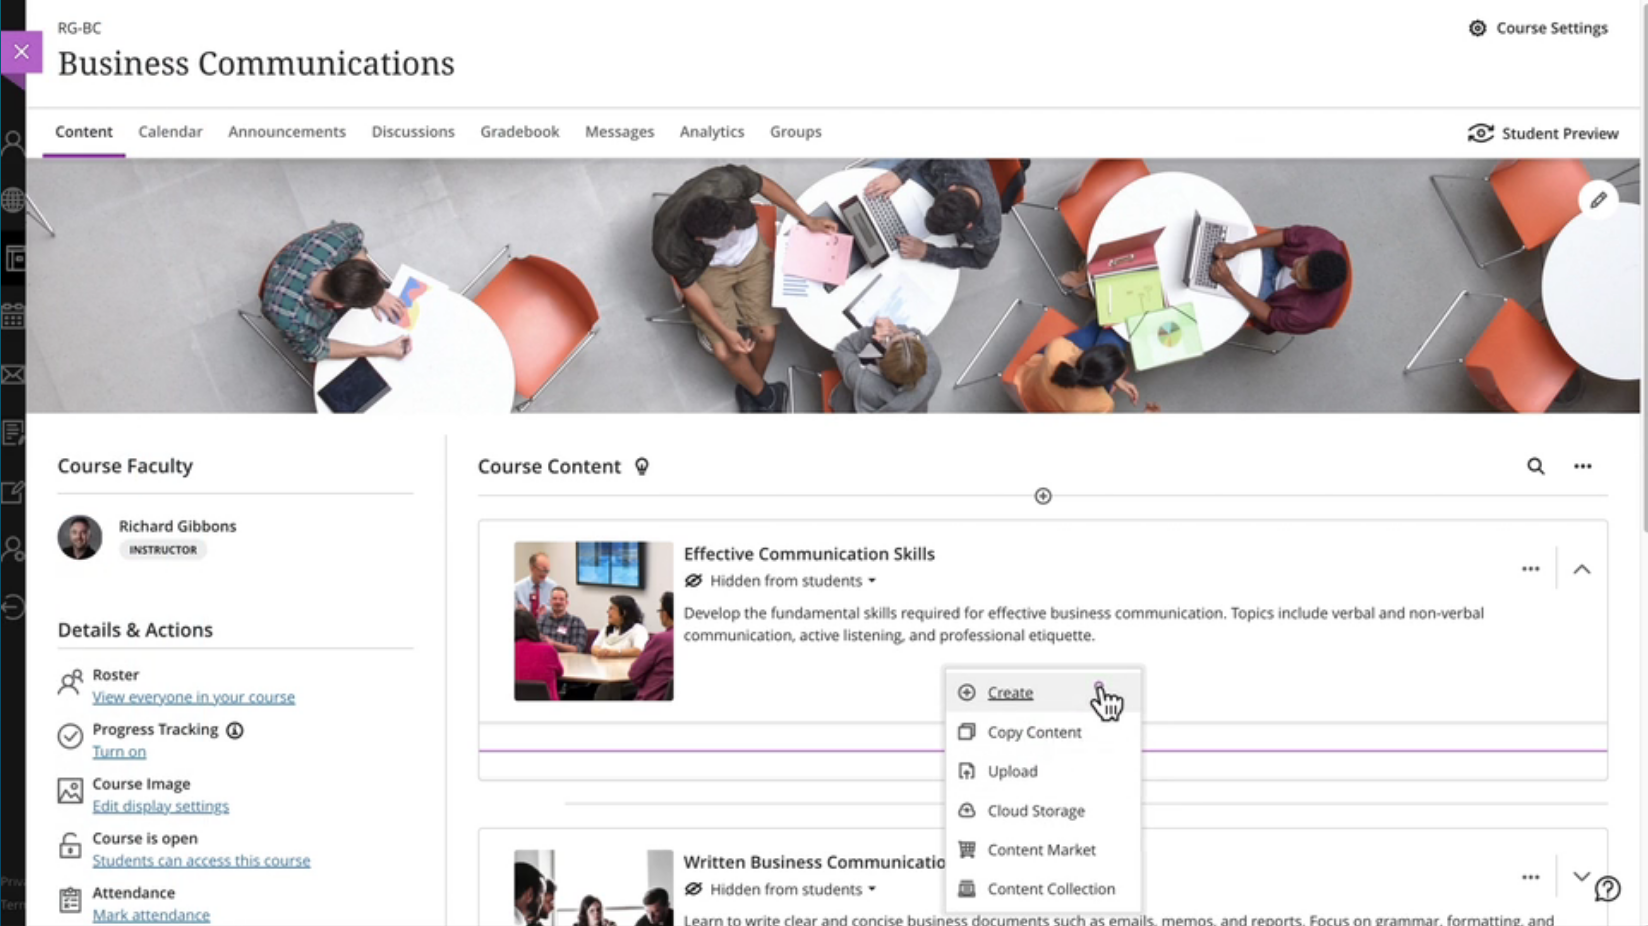 RG-BC
Course Settings
Business Communications
Content
Calendar
Announcements
Discussions
Gradebook
Messages
Analytics
Groups
Student Preview
Course Faculty
Richard Gibbons
INSTRUCTOR
Details & Actions
Roster
View everyone in your course
Progress Tracking
Turn on
Course Image
Edit display settings
Course is open
Students can access this course
Attendance
Mark attendance
Course Content
Effective Communication Skills
Hidden from students
Develop the fundamental skills required for effective business communication. Topics include verbal and non-verbal
communication, active listening, and professional etiquette.
Create
Copy Content
Upload
Cloud Storage
Content Market
Content Collection
Written Business Communicatio
Hidden from students
Learn to write clear and concise business documents such as emails, memos, and reports. Focus on grammar, formatting, and